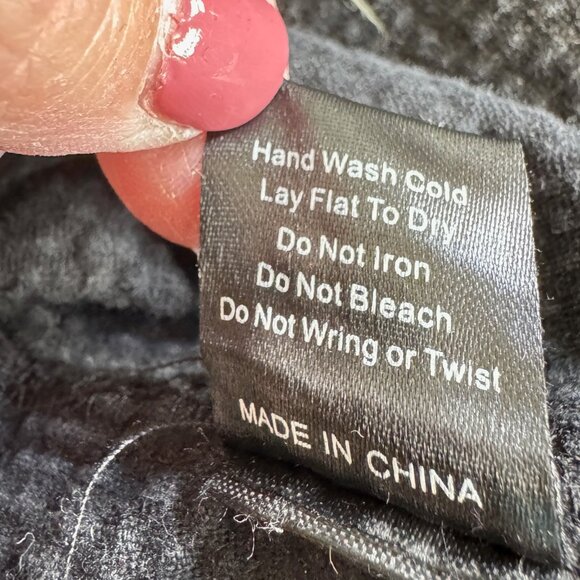 Hand Wash Cold
Lay Flat To Dry
Do Not Iron
Do Not Bleach
Do Not Wring or Twist
MADE IN CHINA